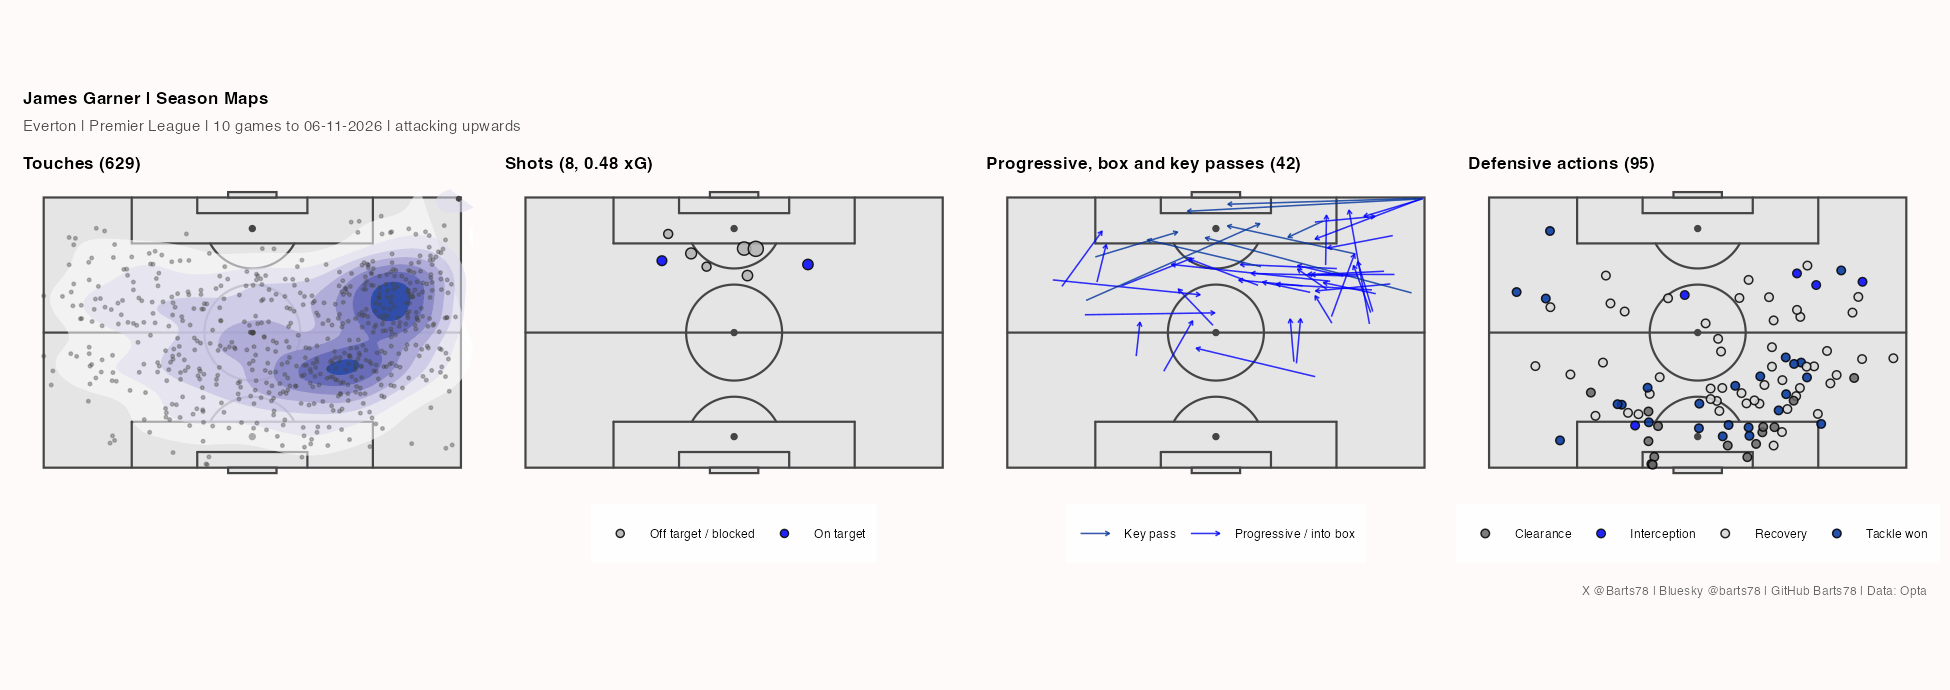 James Garner | Season Maps
Everton | Premier League | 10 games to 06-11-2026 | attacking upwards
Touches (629)
Shots (8, 0.48 xG)
Progressive, box and key passes (42)
Defensive actions (95)
Off target / blocked
On target
Key pass
Progressive / into box
Clearance
Interception
Recovery
Tackle won
X @Barts78 | Bluesky @barts78 | GitHub Barts78 | Data: Opta